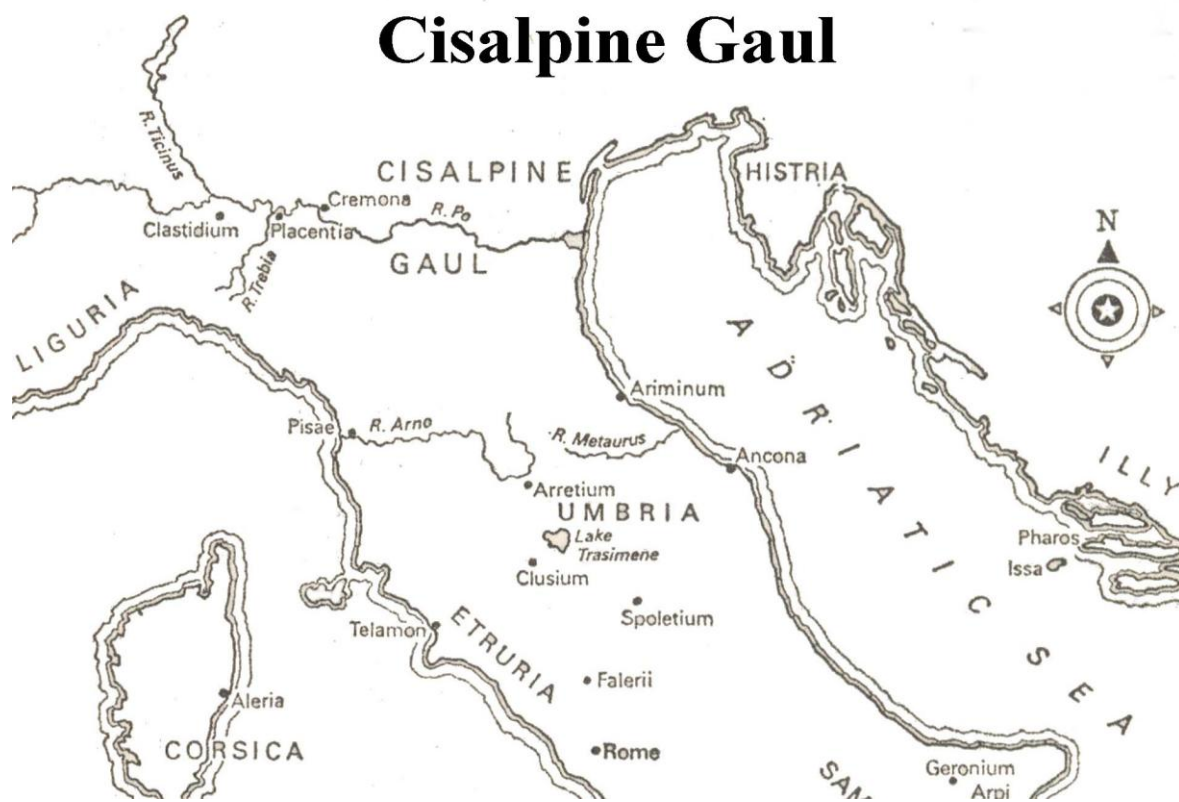 Cisalpine Gaul
R. Ticinus
CISALPINE
HISTRIA
Cremona
R. Po
Clastidium
Placentia
GAUL
R. Trebia
N
LIGURIA
ADRIATIC SEA
Ariminum
Pisae
R. Arno
R. Metaurus
Ancona
ILLY
Arretium
UMBRIA
Lake
Trasimene
Pharos
Issa
Clusium
Spoletium
Telamon
ETRURIA
Falerii
Aleria
CORSICA
Rome
SAM
Geronium
Arpi